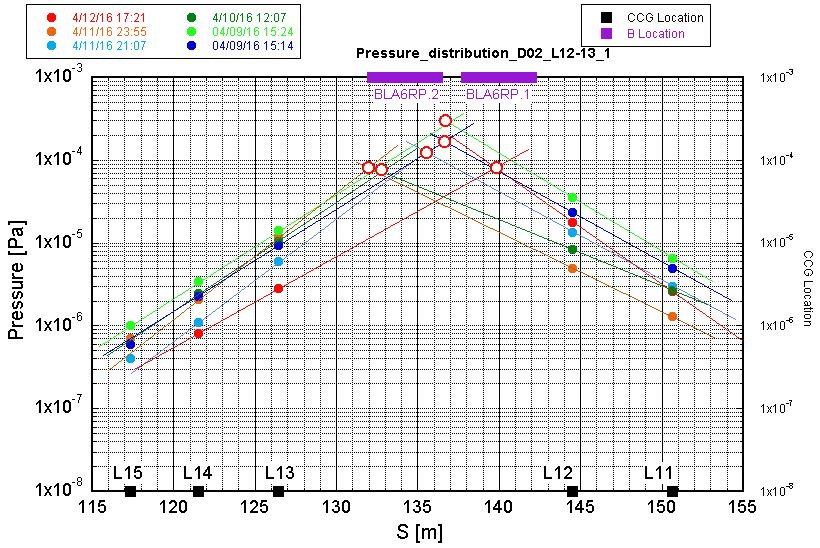 4/12/16 17:21 4/10/16 12:07
4/11/16 23:55 04/09/16 15:24
4/11/16 21:07 04/09/16 15:14
CCG Location
B Location
Pressure_distribution_D02_L12-13_1
1x10-3 1x10-3
BLA6RP.2 BLA6RP.1
1x10-4 1x10-4
1x10-5 1x10-5
1x10-6 1x10-6
1x10-7 1x10-7
1x10-8 1x10-8
Pressure [Pa]
CCG Location
L15 L14 L13 L12 L11
115 120 125 130 135 140 145 150 155
S [m]